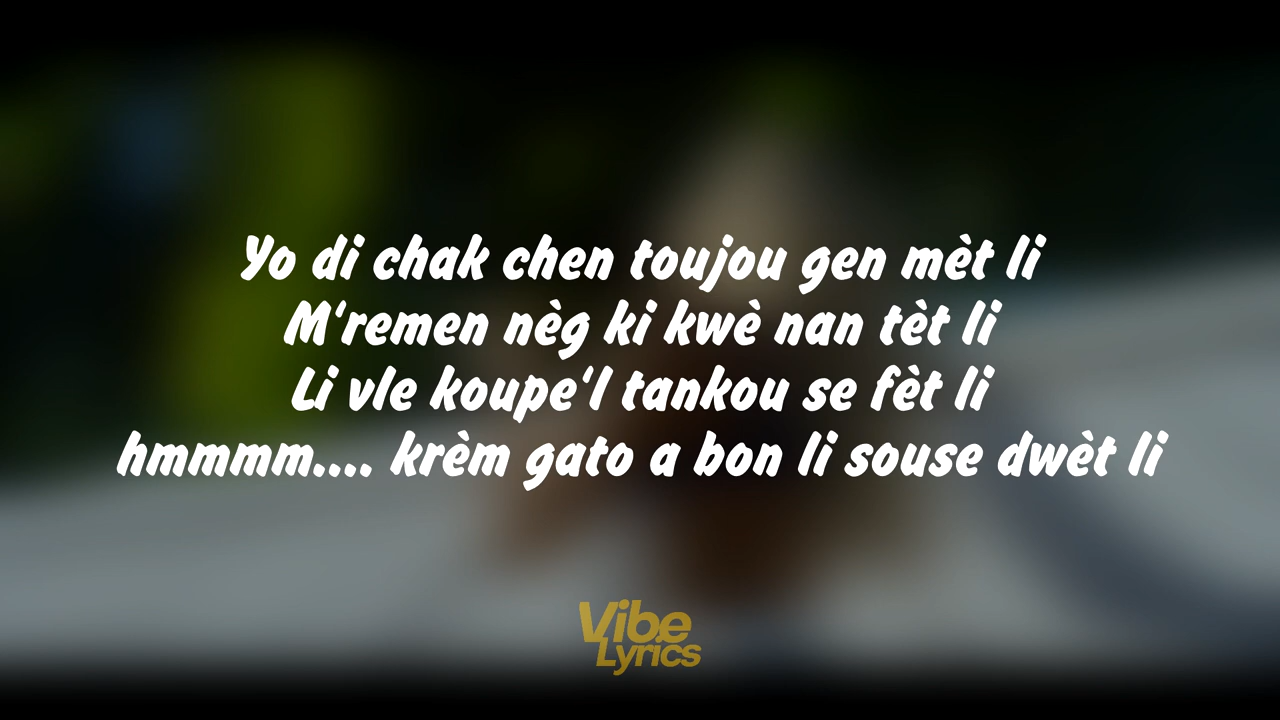 Yo di chak chen toujou gen mèt li
M'remen nèg ki kwè nan tèt li
Li vle koupe'l tankou se fèt li
hmmmm.... krèm gato a bon li souse dwèt li
Vibe
Lyrics